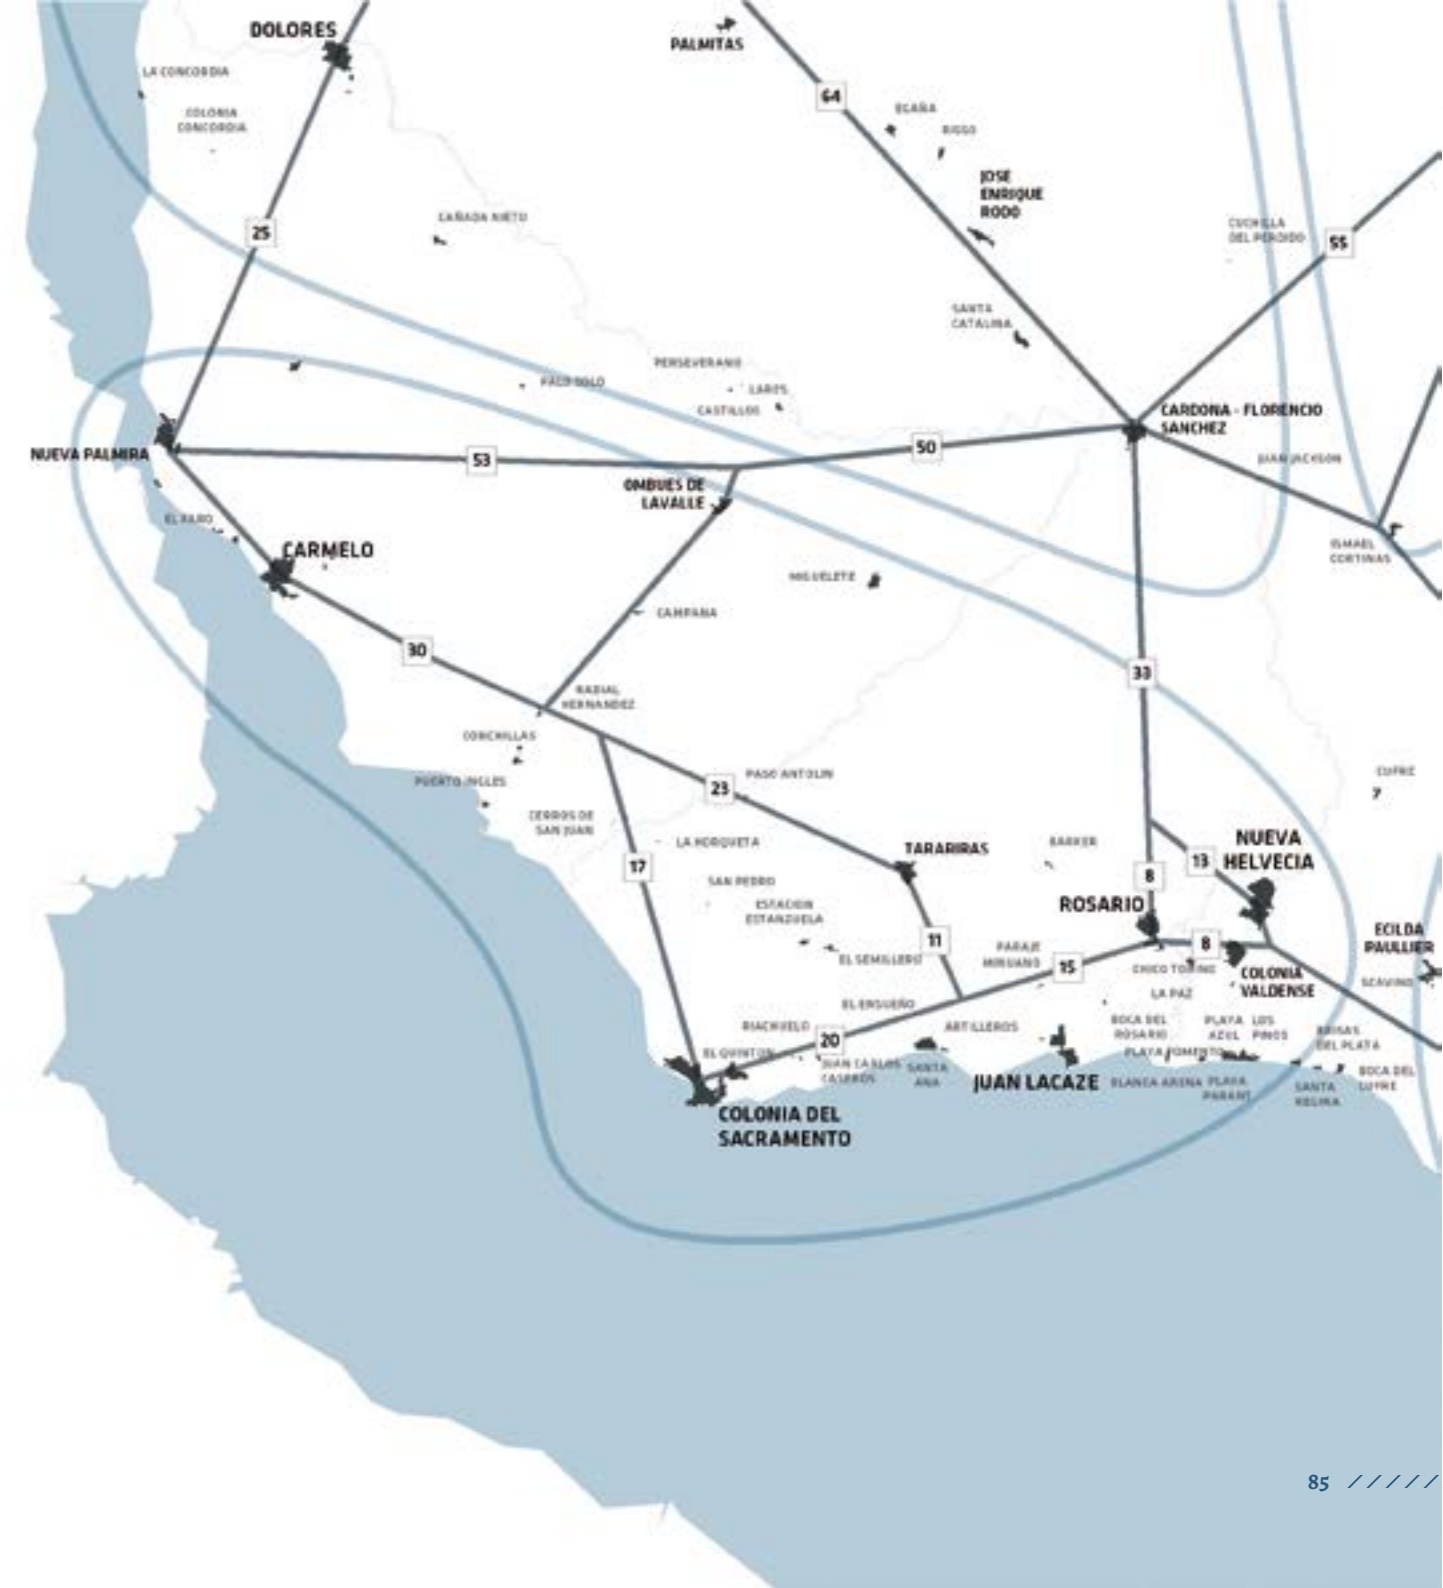 DOLORES
PALMITAS
LA CONCORDIA
64
COLONIA
CONCORDIA
EGAÑA
RISSO
JOSE
ENRIQUE
RODO
CAÑADA NIETO
25
CUCHILLA
DEL PERDIDO
55
SANTA
CATALINA
PERSEVERANO
PALO SOLO
LARES
CASTILLOS
CARDONA - FLORENCIO
SANCHEZ
NUEVA PALMIRA
53
50
JUAN JACKSON
OMBUES DE
LAVALLE
ISMAEL
CORTINAS
CARMELO
MIGUELETE
CAMPANA
30
33
RADIAL
HERNANDEZ
CONCHILLAS
PUERTO INGLES
23
PASO ANTOLIN
CUFRE
CERROS DE
SAN JUAN
LA HORQUETA
TARARIRAS
BARKER
NUEVA
HELVECIA
17
13
8
SAN PEDRO
ESTACION
ESTANZUELA
ROSARIO
11
8
ECILDA
PAULLIER
EL SEMILLERO
PARAJE
MINUANO
15
CHICO TORINO
COLONIA
VALDENSE
SCAVINO
LA PAZ
EL ENSUEÑO
RIACHUELO
20
ARTILLEROS
BOCA DEL
ROSARIO
PLAYA
AZUL
LOS
PINOS
BRISAS
DEL PLATA
EL QUINTON
JUAN CARLOS
CASEROS
SANTA
ANA
JUAN LACAZE
PLAYA FOMENTO
BLANCA ARENA
PLAYA
PARANT
SANTA
REGINA
BOCA DEL
CUFRE
COLONIA DEL
SACRAMENTO
85